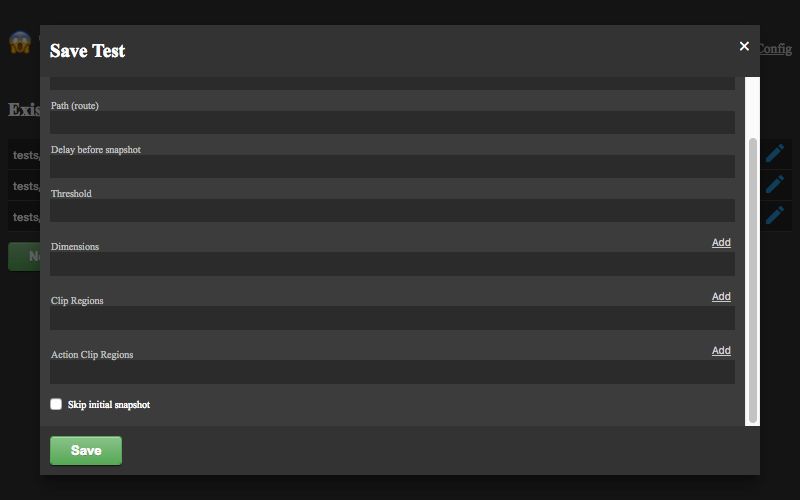 Save Test
×
Config
Path (route)
Exis
Delay before snapshot
tests,
tests,
Threshold
tests,
Dimensions
Add
Clip Regions
Add
Action Clip Regions
Add
Skip initial snapshot
Save